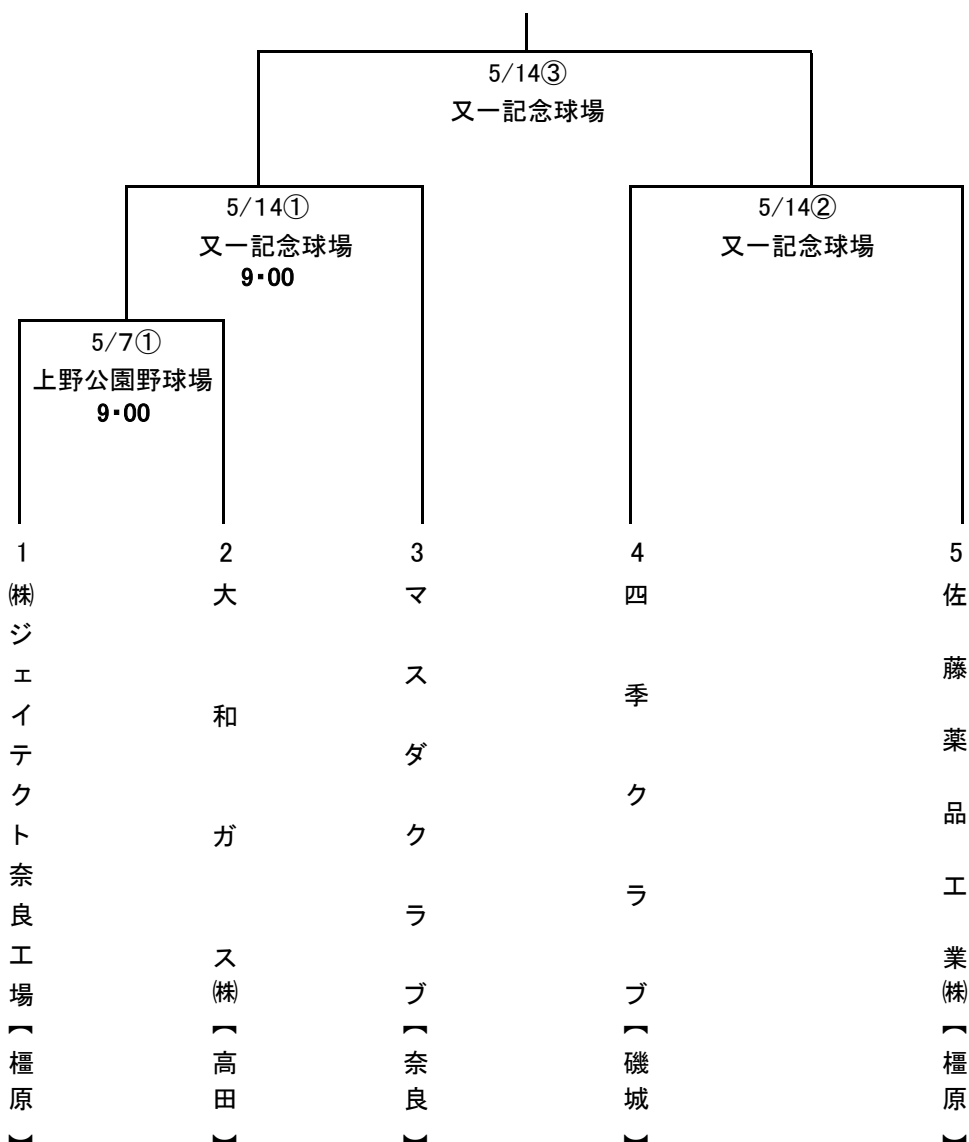 5/14③
又一記念球場
5/14①
又一記念球場
9:00
5/14②
又一記念球場
5/7①
上野公園野球場
9:00
1
㈱ジェイテクト奈良工場【橿原】
2
大和ガス㈱【高田】
3
マスダクラブ【奈良】
4
四季クラブ【磯城】
5
佐藤薬品工業㈱【橿原】